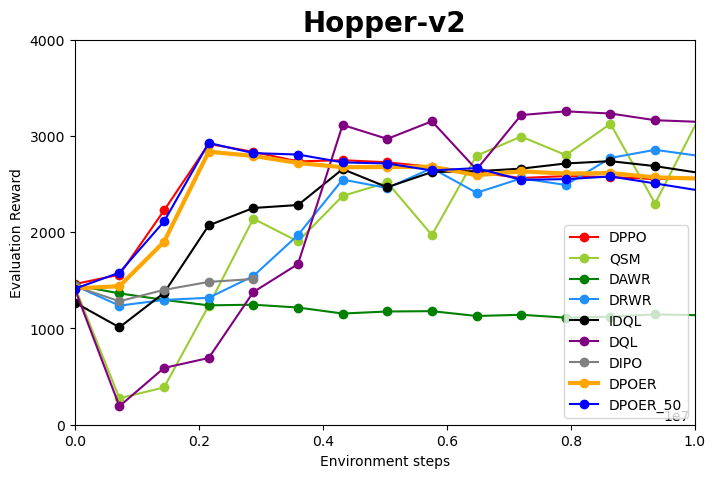 Hopper-v2
Evaluation Reward
4000
3000
2000
1000
0
0.0 0.2 0.4 0.6 0.8 1.0
1e7
Environment steps
DPPO
QSM
DAWR
DRWR
IDQL
DQL
DIPO
DPOER
DPOER_50